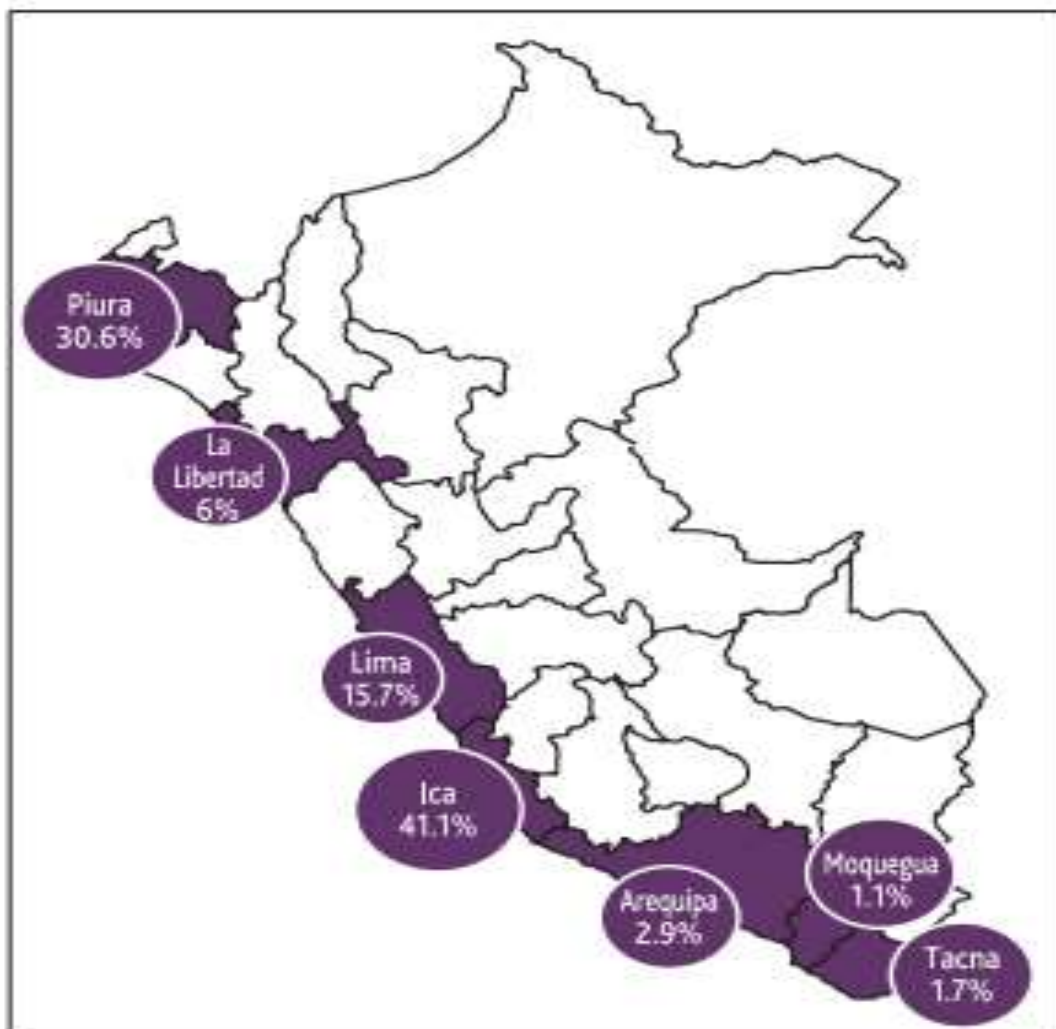 Piura
30.6%
La
Libertad
6%
Lima
15.7%
Ica
41.1%
Arequipa
2.9%
Moquegua
1.1%
Tacna
1.7%